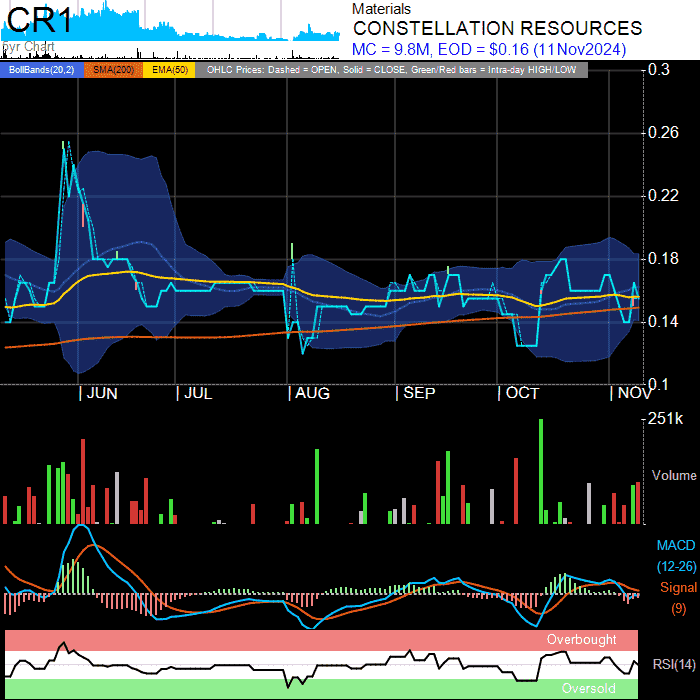 CR1
Materials
CONSTELLATION RESOURCES
MC = 9.8M, EOD = $0.16 (11Nov2024)
Chart
BollBands(20,2) SMA(200) EMA(50) OHLC Prices: Dashed = OPEN, Solid = CLOSE, Green/Red bars = Intra-day HIGH/LOW
0.3
0.26
0.22
0.18
0.14
0.1
JUN JUL AUG SEP OCT NOV
251k
Volume
MACD
(12-26)
Signal
(9)
Overbought
RSI(14)
Oversold